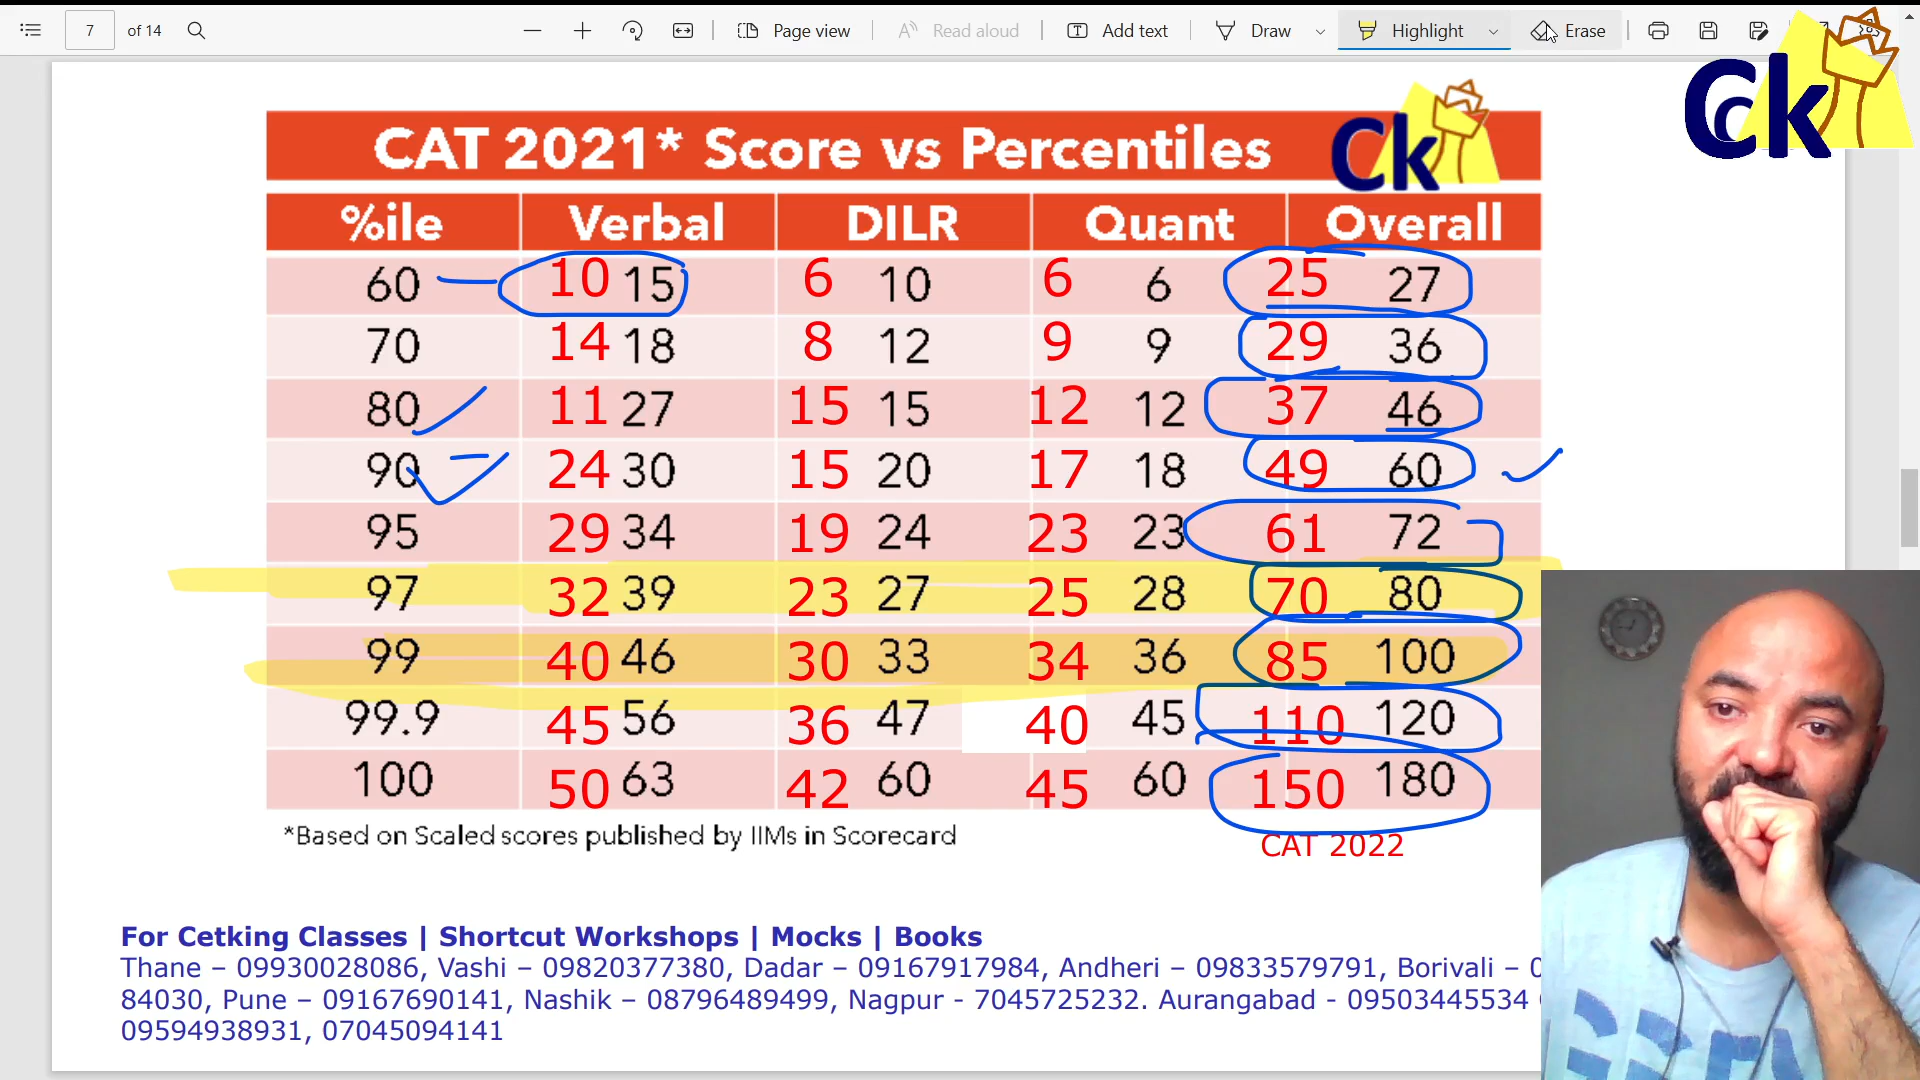 7 of 14 Page view Read aloud Add text Draw Highlight Erase
Cck
CAT 2021* Score vs Percentiles Ck
%ile Verbal DILR Quant Overall
60 10 15 6 10 6 6 25 27
70 14 18 8 12 9 9 29 36
80 11 27 15 15 12 12 37 46
90 24 30 15 20 17 18 49 60
95 29 34 19 24 23 23 61 72
97 32 39 23 27 25 28 70 80
99 40 46 30 33 34 36 85 100
99.9 45 56 36 47 40 45 110 120
100 50 63 42 60 45 60 150 180
*Based on Scaled scores published by IIMs in Scorecard
CAT 2022
For Cetking Classes | Shortcut Workshops | Mocks | Books
Thane – 09930028086, Vashi – 09820377380, Dadar – 09167917984, Andheri – 09833579791, Borivali – 0
84030, Pune – 09167690141, Nashik – 08796489499, Nagpur - 7045725232. Aurangabad - 09503445534
09594938931, 07045094141